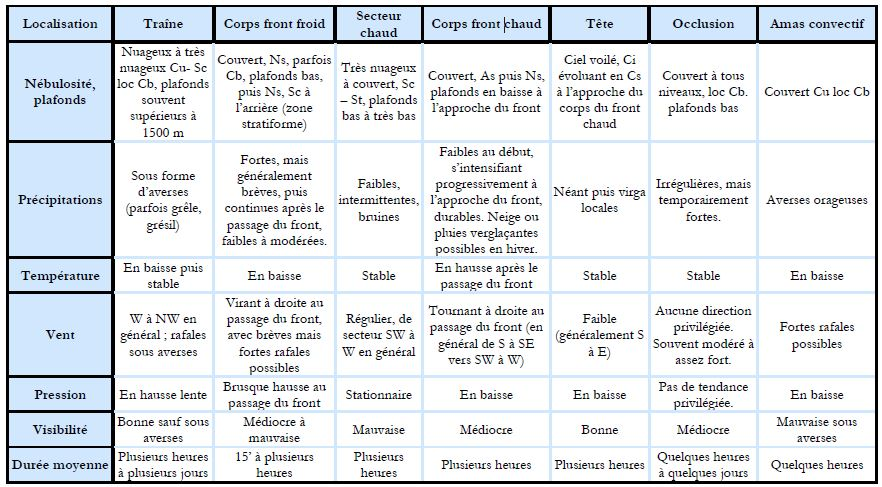 Localisation Traîne Corps front froid Secteur chaud Corps front chaud Tête Occlusion Amas convectif
Nébulosité, plafonds
Nuageux à très
nuageux Cu- Sc
loc Cb, plafonds
souvent
supérieurs à
1500 m
Couvert, Ns, parfois
Cb, plafonds bas,
puis Ns, Sc à
l'arrière (zone
stratiforme)
Très nuageux
à couvert, Sc
– St, plafonds
bas à très bas
Couvert, As puis Ns,
plafonds en baisse à
l'approche du front
Ciel voilé, Ci
évoluant en Cs
à l'approche du
corps du front
chaud
Couvert à tous
niveaux, loc Cb.
plafonds bas
Couvert Cu loc Cb
Précipitations
Sous forme
d'averses
(parfois grêle,
grésil)
Fortes, mais
généralement
brèves, puis
continues après le
passage du front,
faibles à modérées.
Faibles,
intermittentes,
bruines
Faibles au début,
s'intensifiant
progressivement à
l'approche du front,
durables. Neige ou
pluies verglaçantes
possibles en hiver.
Néant puis virga
locales
Irrégulières, mais
temporairement
fortes.
Averses orageuses
Température
En baisse puis
stable
En baisse
Stable
En hausse après le
passage du front
Stable
Stable
En baisse
Vent
W à NW en
général ; rafales
sous averses
Virant à droite au
passage du front,
avec brèves mais
fortes rafales
possibles
Régulier, de
secteur SW à
W en général
Tournant à droite au
passage du front (en
général de S à SE
vers SW à W)
Faible
(généralement S
à E)
Aucune direction
privilégiée.
Souvent modéré à
assez fort.
Fortes rafales
possibles
Pression
En hausse lente
Brusque hausse au
passage du front
Stationnaire
En baisse
En baisse
Pas de tendance
privilégiée.
En baisse
Visibilité
Bonne sauf sous
averses
Médiocre à
mauvaise
Mauvaise
Médiocre
Bonne
Médiocre
Mauvaise sous
averses
Durée moyenne
Plusieurs heures
à plusieurs jours
15' à plusieurs
heures
Plusieurs
heures
Plusieurs heures
Plusieurs heures
Quelques heures
à quelques jours
Quelques heures